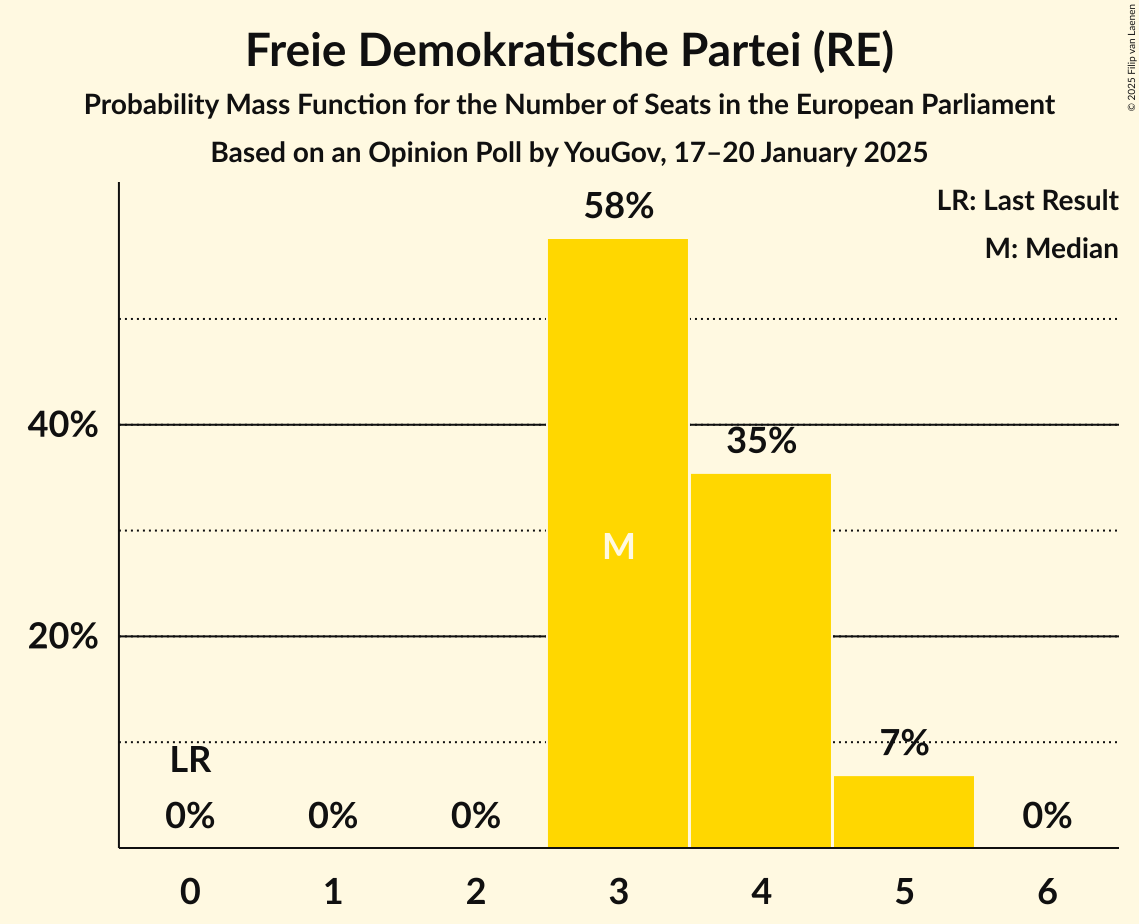 Freie Demokratische Partei (RE)
Probability Mass Function for the Number of Seats in the European Parliament
Based on an Opinion Poll by YouGov, 17–20 January 2025
© 2025 Filip van Laenen
LR: Last Result
M: Median
58%
40%
35%
M
20%
7%
LR
0%
0%
0%
0%
0
1
2
3
4
5
6